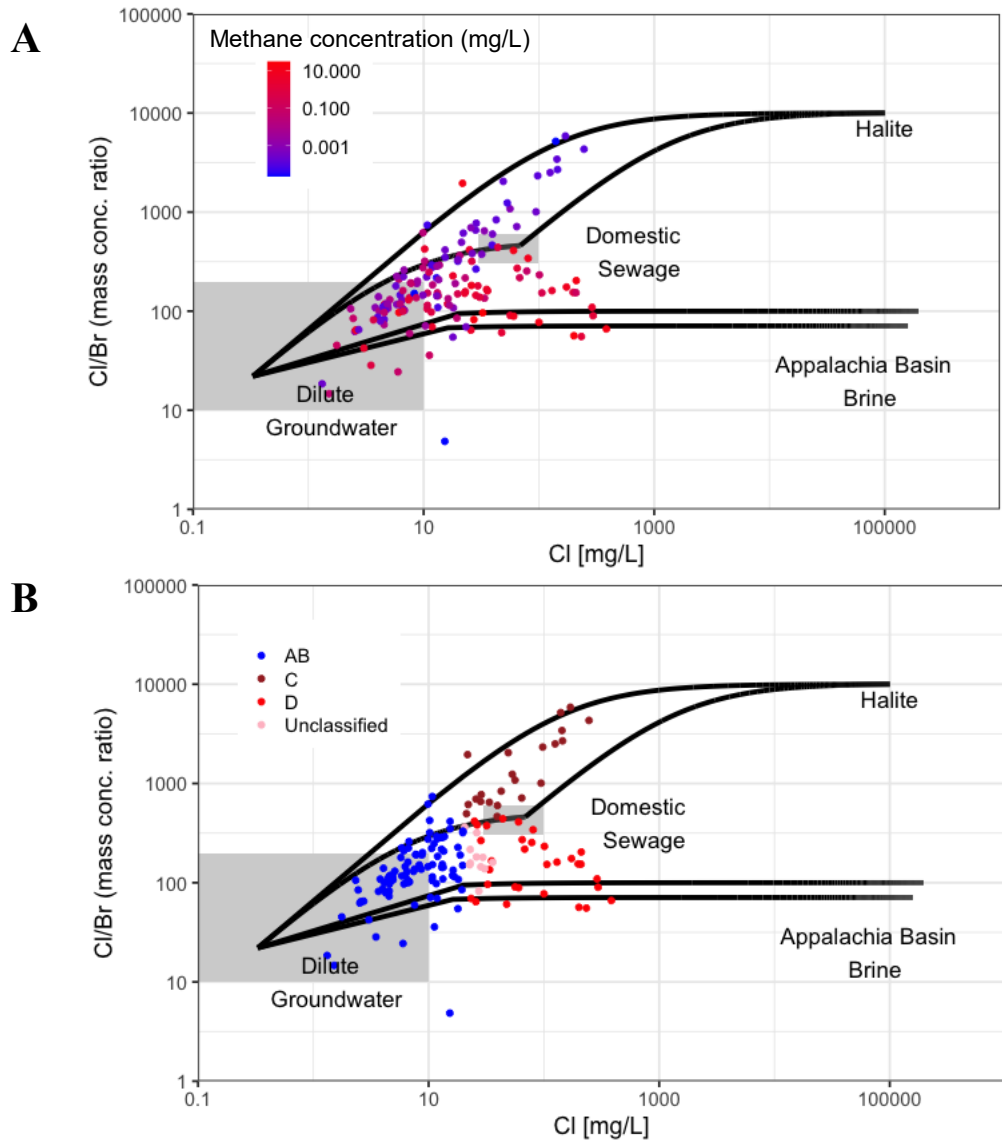 A
Methane concentration (mg/L)
10.000
0.100
0.001
Cl/Br (mass conc. ratio)
100000
10000
1000
100
10
1
Halite
Domestic
Sewage
Appalachia Basin
Brine
Dilute
Groundwater
0.1
10
1000
100000
Cl [mg/L]
B
AB
C
D
Unclassified
Cl/Br (mass conc. ratio)
100000
10000
1000
100
10
1
Halite
Domestic
Sewage
Appalachia Basin
Brine
Dilute
Groundwater
0.1
10
1000
100000
Cl [mg/L]